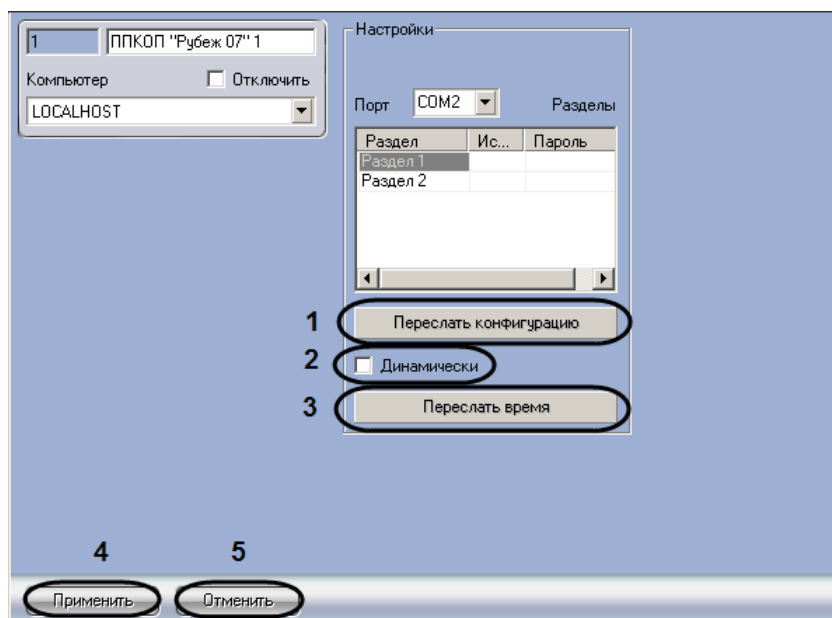 1 ППКОП "Рубеж 07" 1
Компьютер Отключить
LOCALHOST
Настройки
Порт COM2 Разделы
Раздел Ис... Пароль
Раздел 1
Раздел 2
1 Переслать конфигурацию
2 Динамически
3 Переслать время
4 5
Применить Отменить